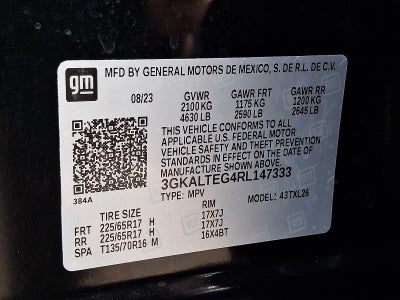 gm
MFD BY GENERAL MOTORS DE MEXICO, S. DE R.L. DE C.V.
08/23 GVWR GAWR FRT GAWR RR
2100 KG 1175 KG 1200 KG
4630 LB 2590 LB 2645 LB
THIS VEHICLE CONFORMS TO ALL
APPLICABLE U.S. FEDERAL MOTOR
VEHICLE SAFETY AND THEFT PREVENTION
STANDARDS IN EFFECT ON THE DATE OF
MANUFACTURE SHOWN ABOVE.
3GKALTEG4RL147333
384A TYPE: MPV MODEL: 43TXL26
TIRE SIZE RIM
FRT 225/65R17 H 17X7J
RR 225/65R17 H 17X7J
SPA T135/70R16 M 16X4BT